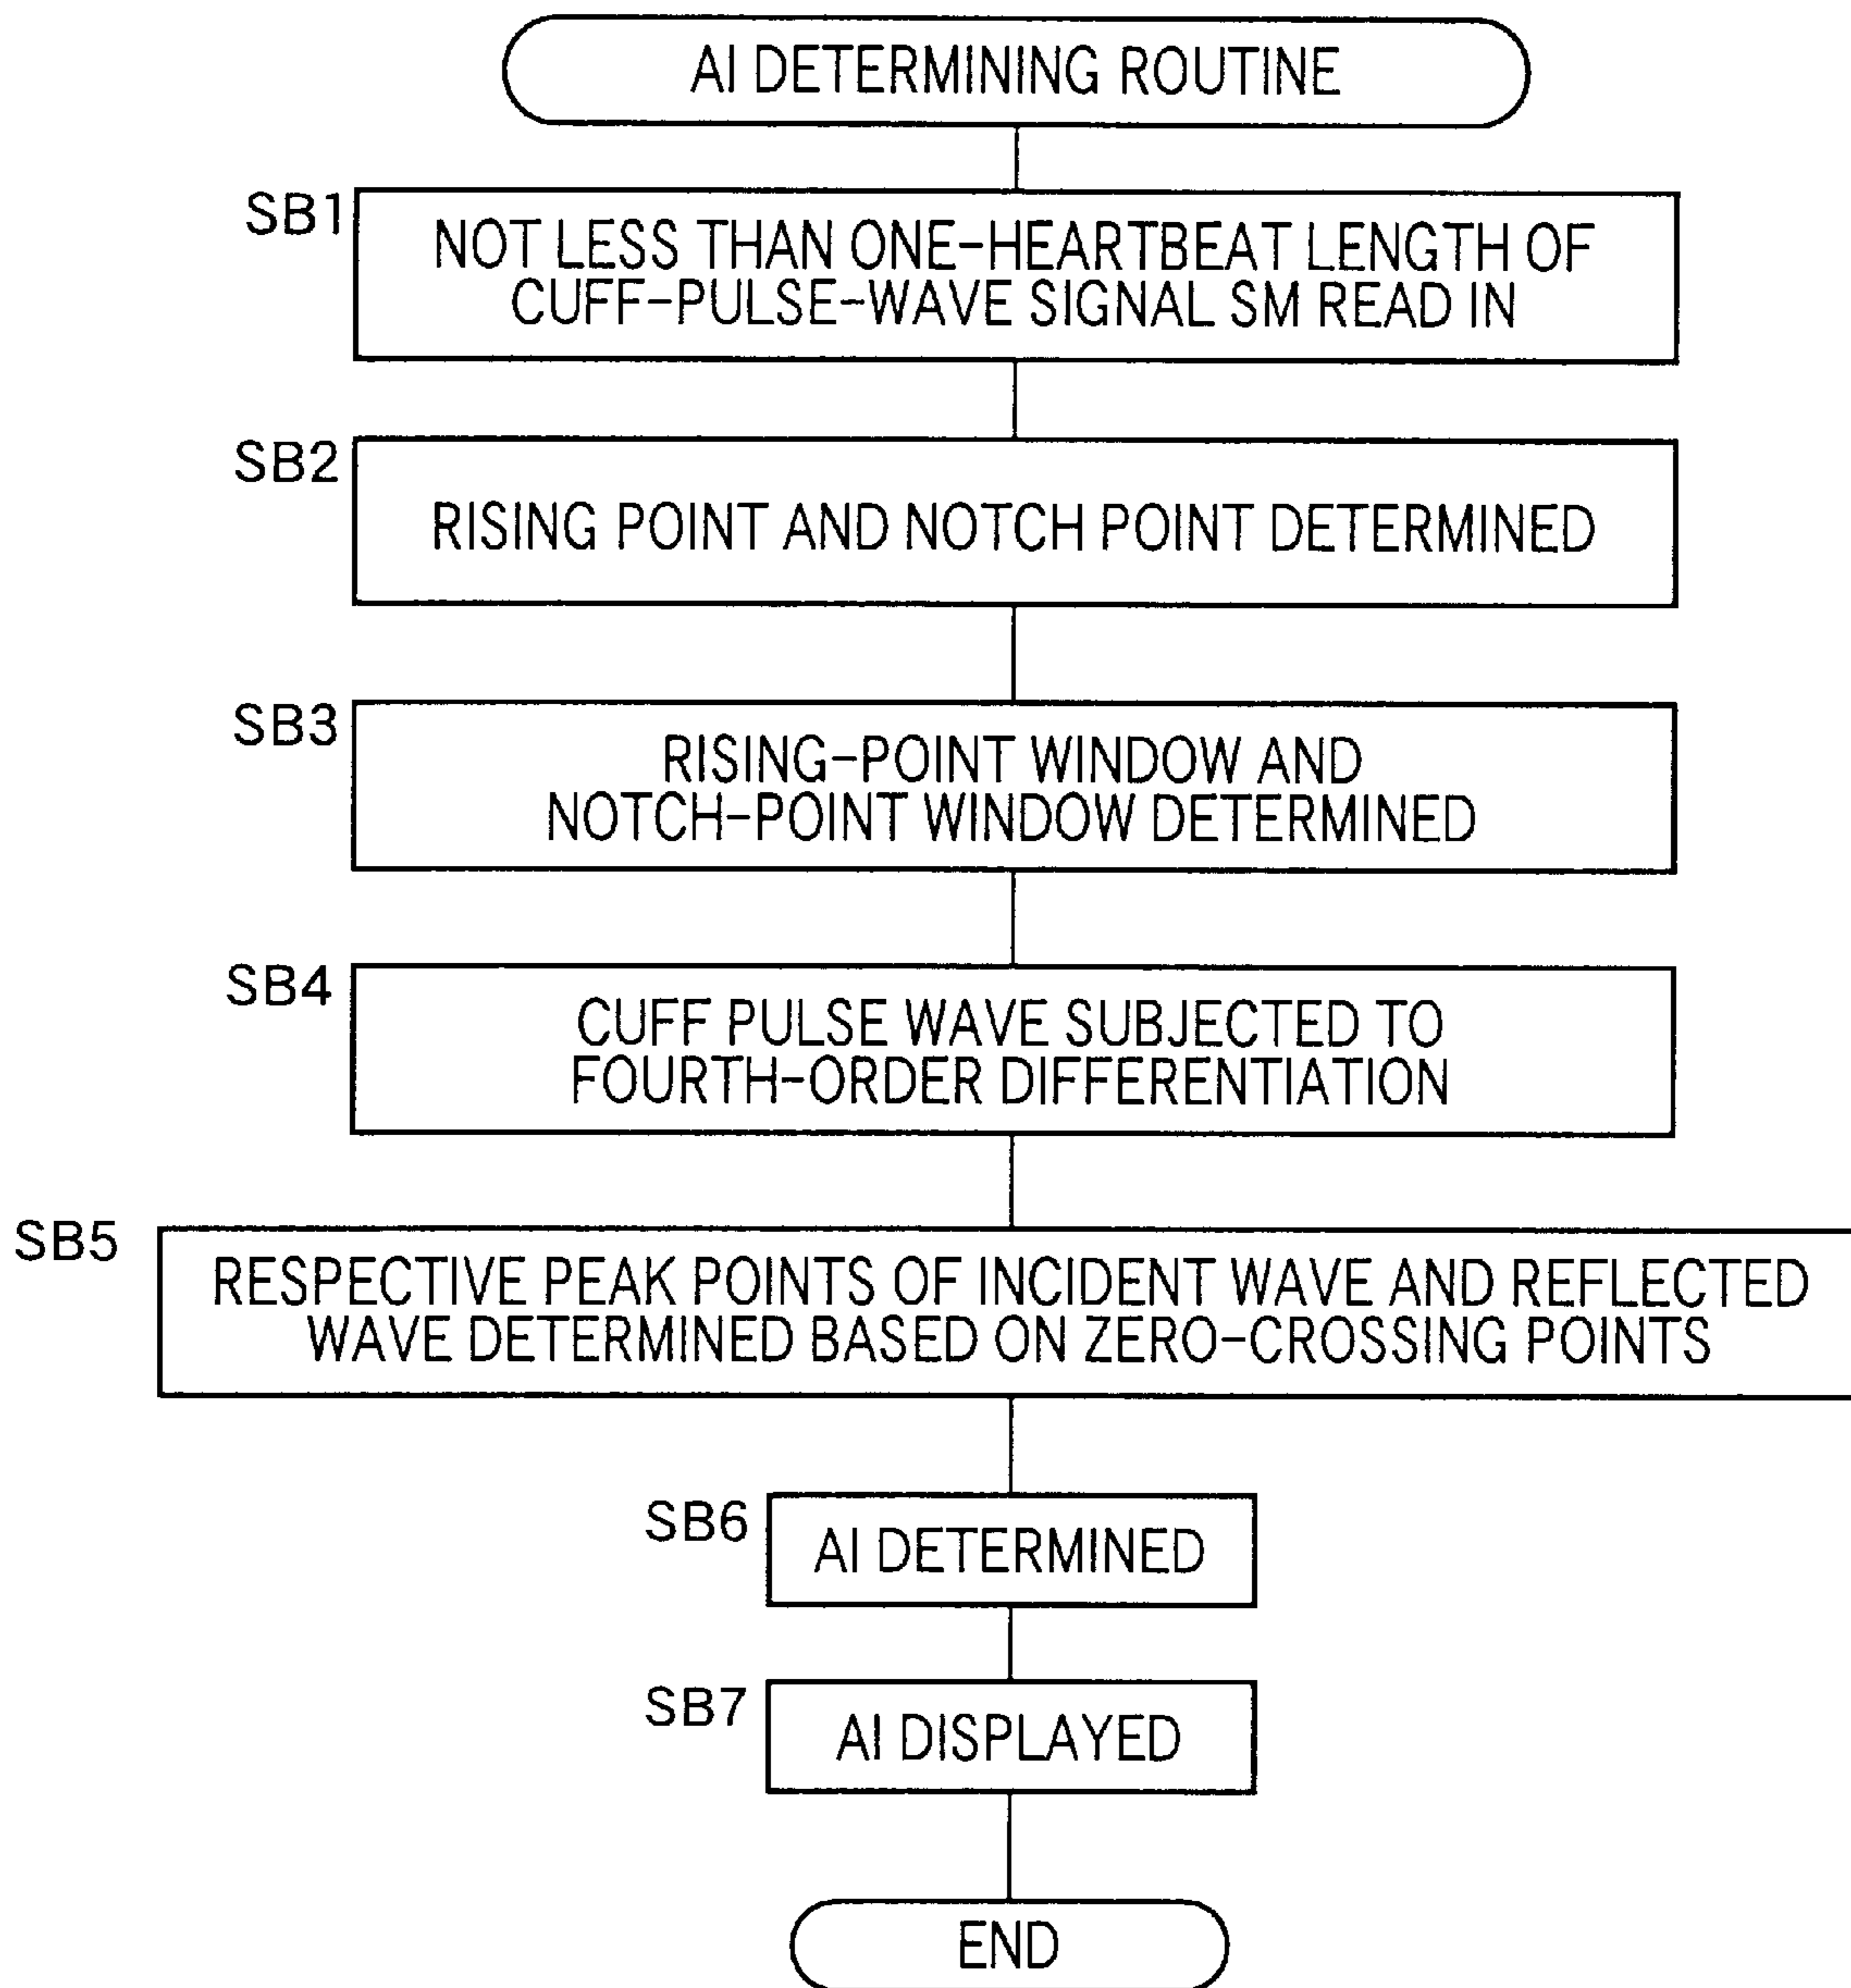 AI DETERMINING ROUTINE
SB1
NOT LESS THAN ONE-HEARTBEAT LENGTH OF
CUFF-PULSE-WAVE SIGNAL SM READ IN
SB2
RISING POINT AND NOTCH POINT DETERMINED
SB3
RISING-POINT WINDOW AND
NOTCH-POINT WINDOW DETERMINED
SB4
CUFF PULSE WAVE SUBJECTED TO
FOURTH-ORDER DIFFERENTIATION
SB5
RESPECTIVE PEAK POINTS OF INCIDENT WAVE AND REFLECTED
WAVE DETERMINED BASED ON ZERO-CROSSING POINTS
SB6
AI DETERMINED
SB7
AI DISPLAYED
END